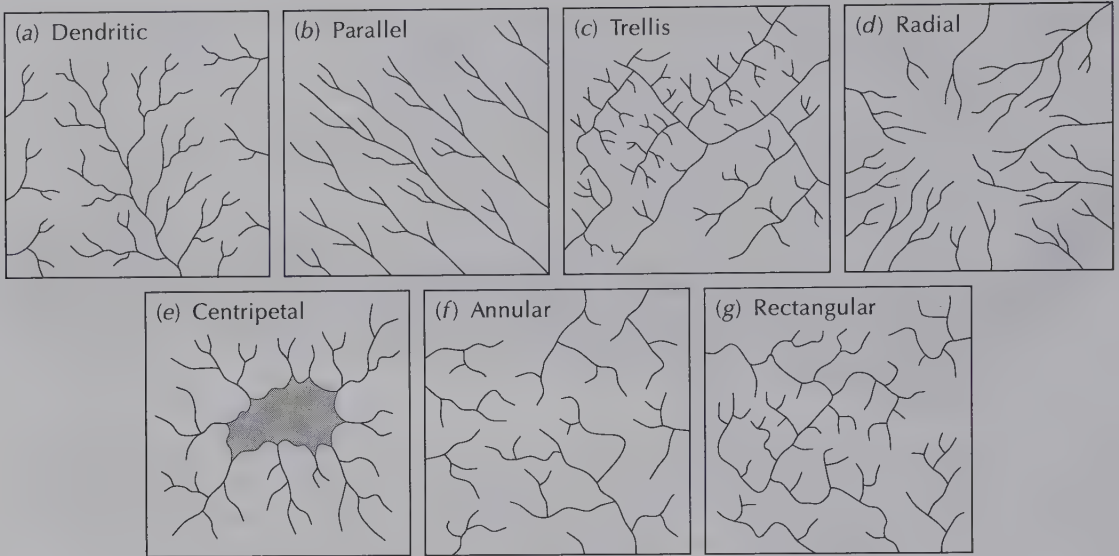 (a) Dendritic
(b) Parallel
(c) Trellis
(d) Radial
(e) Centripetal
(f) Annular
(g) Rectangular